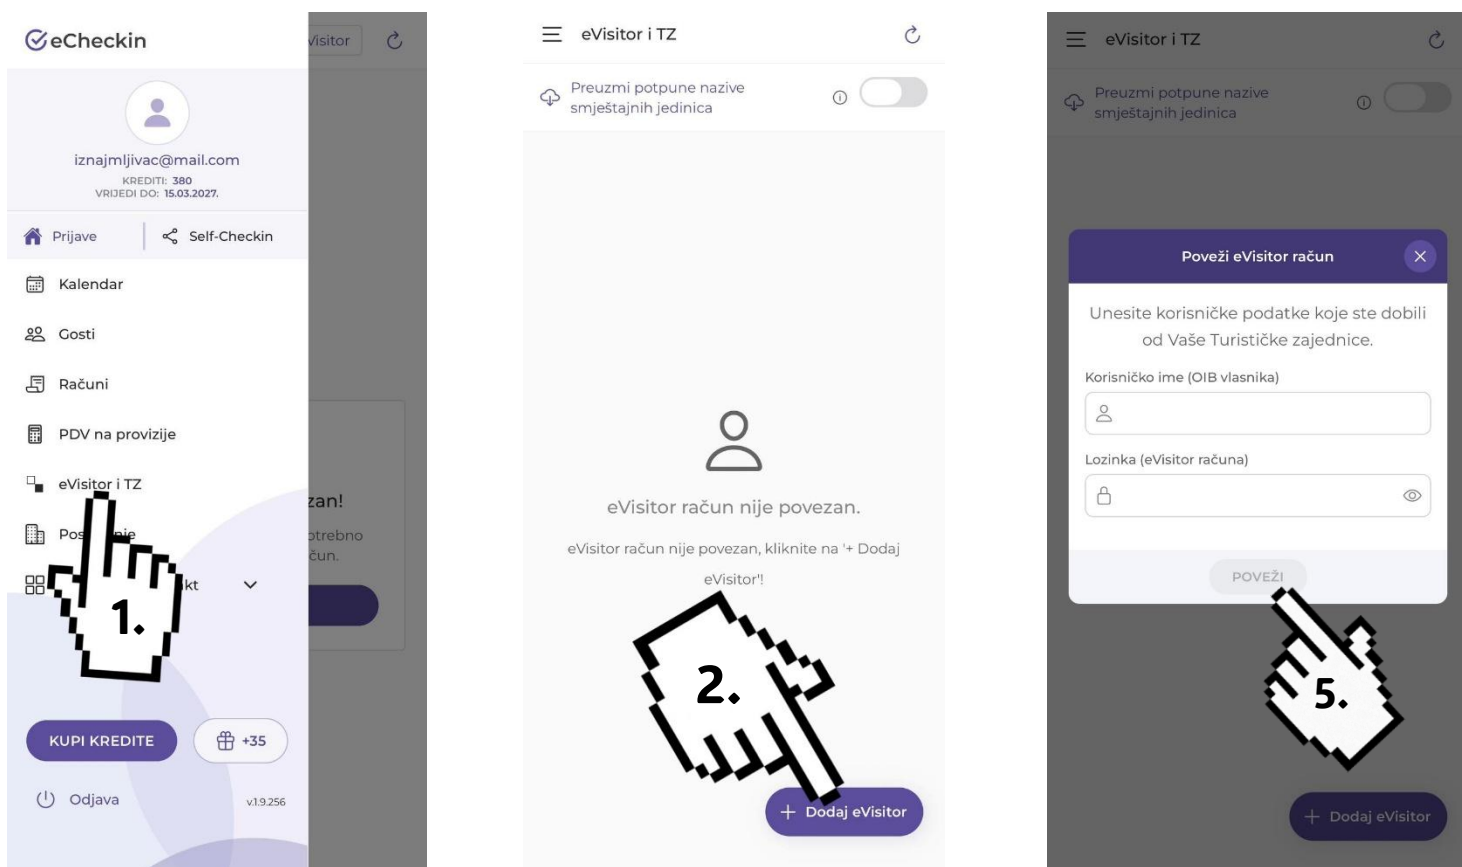 eCheckin
Visitor
iznajmljivac@mail.com
KREDITI: 380
VRIJEDI DO: 15.03.2027.
Prijave
Self-Checkin
Kalendar
Gosti
Računi
PDV na provizije
eVisitor i TZ
zan!
otrebno
čun.
1.
KUPI KREDITE
+35
Odjava
v.1.9.256
eVisitor i TZ
Preuzmi potpune nazive
smještajnih jedinica
eVisitor račun nije povezan.
eVisitor račun nije povezan, kliknite na '+ Dodaj
eVisitor'!
2.
+ Dodaj eVisitor
eVisitor i TZ
Preuzmi potpune nazive
smještajnih jedinica
Poveži eVisitor račun
Unesite korisničke podatke koje ste dobili
od Vaše Turističke zajednice.
Korisničko ime (OIB vlasnika)
Lozinka (eVisitor računa)
POVEŽI
5.
+ Dodaj eVisitor